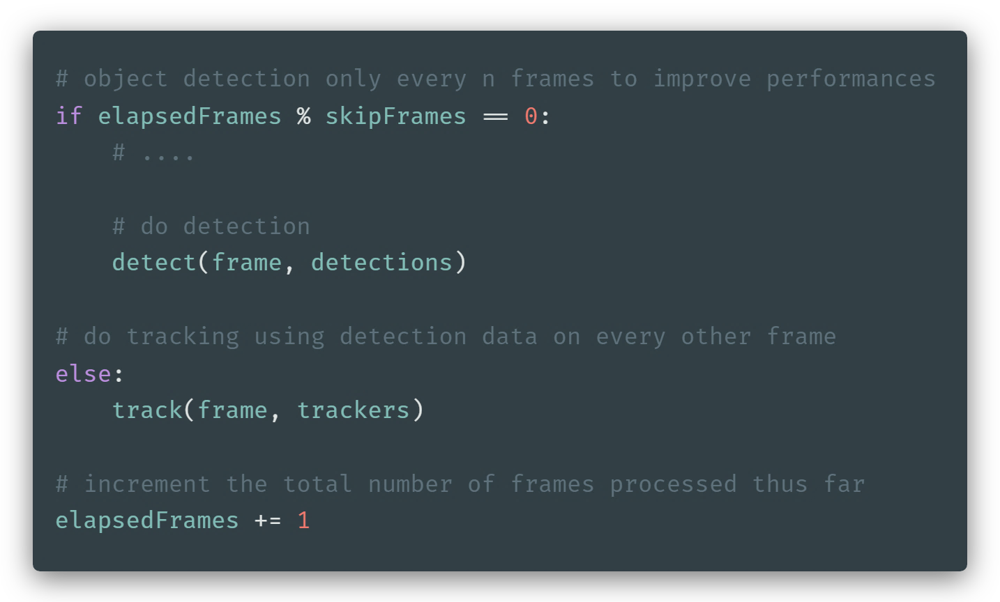 # object detection only every n frames to improve performances
if elapsedFrames % skipFrames == 0:
    # ....
    # do detection
    detect(frame, detections)
# do tracking using detection data on every other frame
else:
    track(frame, trackers)
# increment the total number of frames processed thus far
elapsedFrames += 1